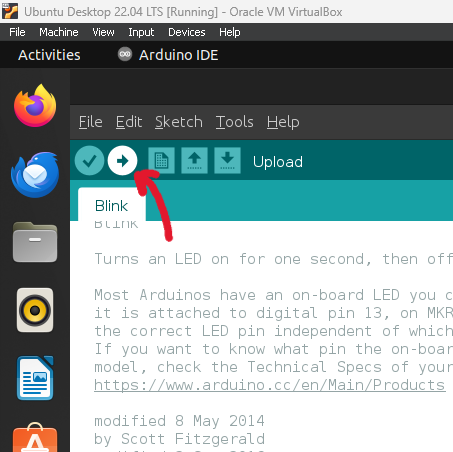 Ubuntu Desktop 22.04 LTS [Running] - Oracle VM VirtualBox
File Machine View Input Devices Help
Activities Arduino IDE
File Edit Sketch Tools Help
Upload
Blink
Blink
Turns an LED on for one second, then off
Most Arduinos have an on-board LED you c
it is attached to digital pin 13, on MKR
the correct LED pin independent of which
If you want to know what pin the on-boar
model, check the Technical Specs of your
https://www.arduino.cc/en/Main/Products
modified 8 May 2014
by Scott Fitzgerald